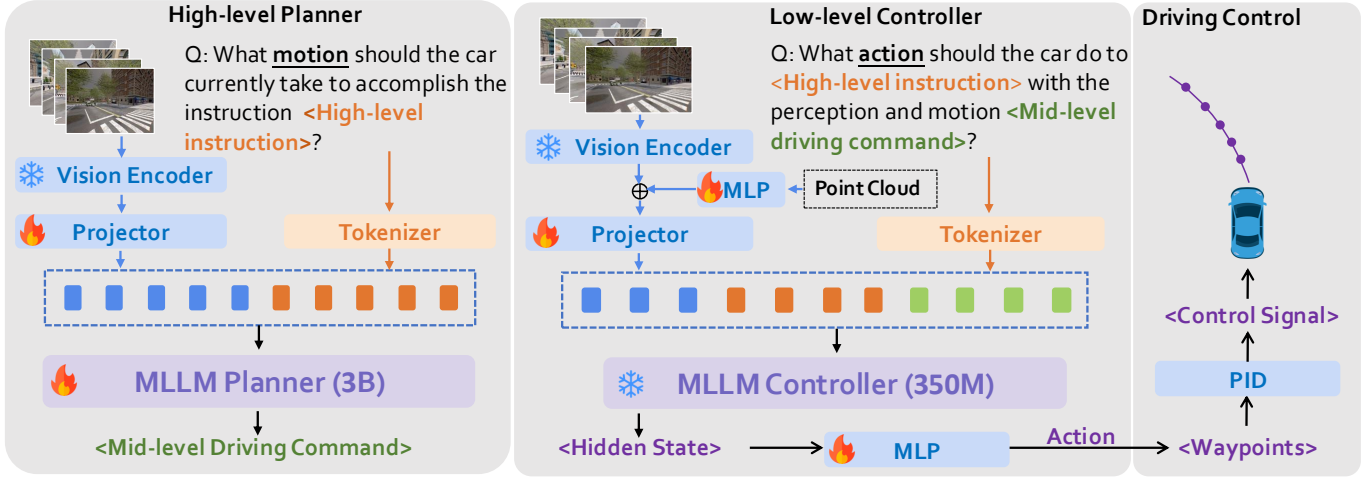 High-level Planner
Q: What motion should the car
currently take to accomplish the
instruction <High-level
instruction>?
Vision Encoder
Projector
Tokenizer
MLLM Planner (3B)
<Mid-level Driving Command>
Low-level Controller
Q: What action should the car do to
<High-level instruction> with the
perception and motion <Mid-level
driving command>?
Vision Encoder
MLP
Point Cloud
Projector
Tokenizer
MLLM Controller (350M)
<Hidden State>
MLP
Action
Driving Control
<Control Signal>
PID
<Waypoints>